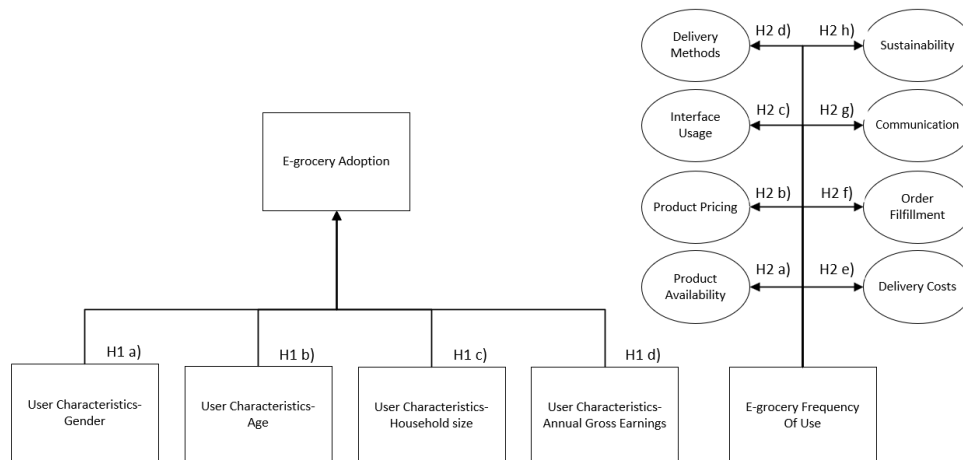 Delivery
Methods
H2 d)
H2 h)
Sustainability
Interface
Usage
H2 c)
H2 g)
Communication
E-grocery Adoption
Product Pricing
H2 b)
H2 f)
Order
Filfillment
Product
Availability
H2 a)
H2 e)
Delivery Costs
H1 a)
H1 b)
H1 c)
H1 d)
User Characteristics-
Gender
User Characteristics-
Age
User Characteristics-
Household size
User Characteristics-
Annual Gross Earnings
E-grocery Frequency
Of Use